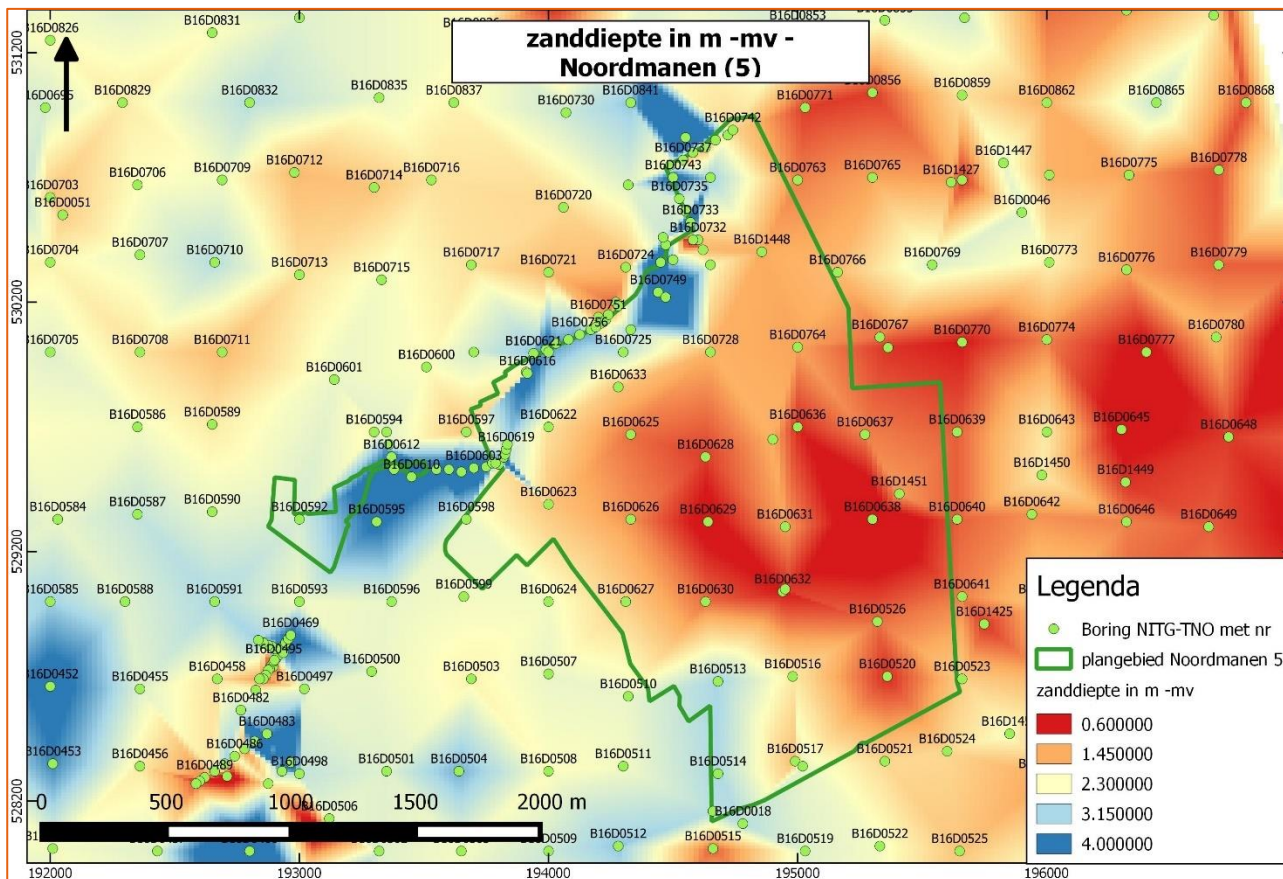 zanddiepte in m -mv -
Noordmanen (5)
B16D0826 B16D0831 B16D0853
B16D0829 B16D0832 B16D0835 B16D0837 B16D0730 B16D0841 B16D0742 B16D0771 B16D0856 B16D0859 B16D0862 B16D0865 B16D0868
B16D0703 B16D0706 B16D0709 B16D0712 B16D0714 B16D0716 B16D0737 B16D0743 B16D0763 B16D0765 B16D1427 B16D1447 B16D0775 B16D0778
B16D0051 B16D0720 B16D0735 B16D0733 B16D0046
B16D0704 B16D0707 B16D0710 B16D0713 B16D0715 B16D0717 B16D0721 B16D0724 B16D0732 B16D1448 B16D0766 B16D0769 B16D0773 B16D0776 B16D0779
B16D0749 B16D0751
B16D0705 B16D0708 B16D0711 B16D0600 B16D0621 B16D0756 B16D0725 B16D0728 B16D0764 B16D0767 B16D0770 B16D0774 B16D0777 B16D0780
B16D0601 B16D0616 B16D0633
B16D0586 B16D0589 B16D0594 B16D0597 B16D0622 B16D0625 B16D0636 B16D0637 B16D0639 B16D0643 B16D0645 B16D0648
B16D0612 B16D0619 B16D0610 B16D0603 B16D0628 B16D1450 B16D1449
B16D0584 B16D0587 B16D0590 B16D0592 B16D0595 B16D0598 B16D0623 B16D0626 B16D0629 B16D0631 B16D1451 B16D0638 B16D0640 B16D0642 B16D0646 B16D0649
B16D0585 B16D0588 B16D0591 B16D0593 B16D0596 B16D0599 B16D0624 B16D0627 B16D0630 B16D0632 B16D0526 B16D0641 B16D1425
B16D0469 B16D0495
B16D0452 B16D0455 B16D0458 B16D0497 B16D0500 B16D0503 B16D0507 B16D0510 B16D0513 B16D0516 B16D0520 B16D0523
B16D0482 B16D0483
B16D0453 B16D0456 B16D0486 B16D0489 B16D0498 B16D0501 B16D0504 B16D0508 B16D0511 B16D0514 B16D0517 B16D0521 B16D0524
B16D0506 B16D0509 B16D0512 B16D0515 B16D0018 B16D0519 B16D0522 B16D0525
531200
530200
529200
528200
0 500 1000 1500 2000 m
192000 193000 194000 195000 196000
Legenda
Boring NITG-TNO met nr
plangebied Noordmanen 5
zanddiepte in m -mv
0.600000
1.450000
2.300000
3.150000
4.000000